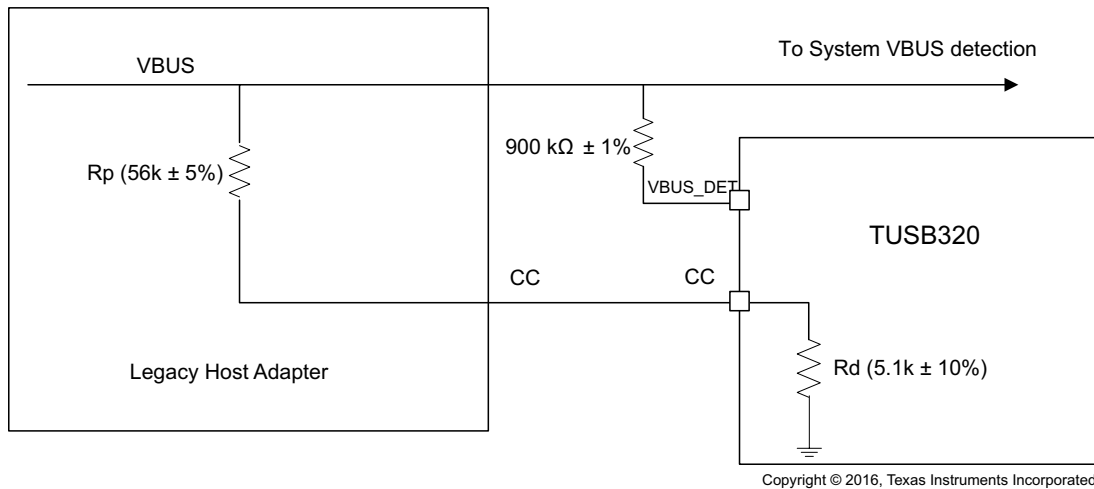 To System VBUS detection
VBUS
900 kΩ ± 1%
Rp (56k ± 5%)
VBUS_DET
TUSB320
CC
CC
Legacy Host Adapter
Rd (5.1k ± 10%)
Copyright © 2016, Texas Instruments Incorporated